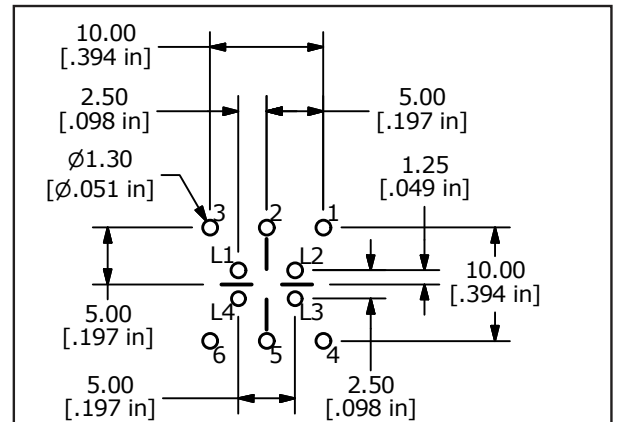 10.00
[.394 in]
2.50
[.098 in]
5.00
[.197 in]
Ø1.30
[Ø.051 in]
1.25
[.049 in]
3 2 1
L1 L2
10.00
[.394 in]
5.00
[.197 in]
L4 L3
6 5 4
5.00
[.197 in]
2.50
[.098 in]